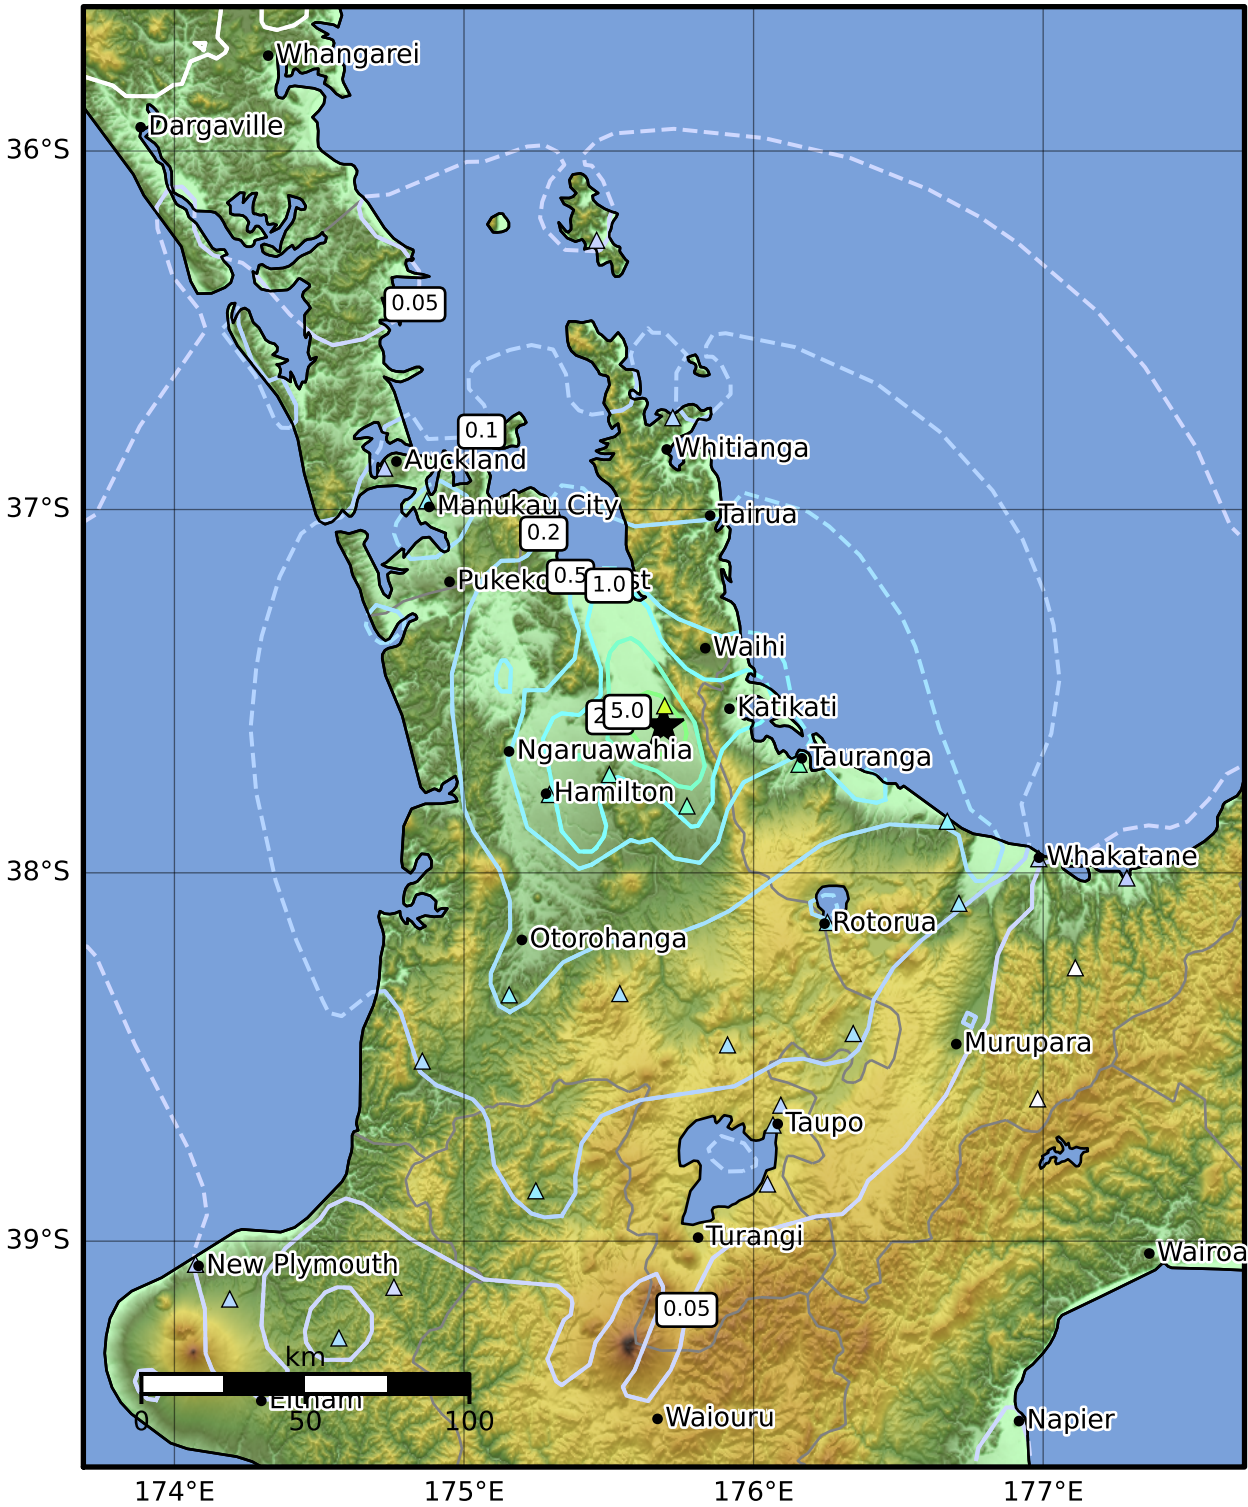 Whangarei
Dargaville
36°S
0.05
0.1
Whitianga
Auckland
Manukau City
37°S
Tairua
0.2
0.5
1.0
Waihi
Katikati
5.0
Ngaruawahia
Tauranga
Hamilton
Whakatane
38°S
Rotorua
Otorohanga
Murupara
Taupo
39°S
Turangi
Wairoa
New Plymouth
0.05
km
Eltham
0 50 100
Waiouru
Napier
174°E 175°E 176°E 177°E